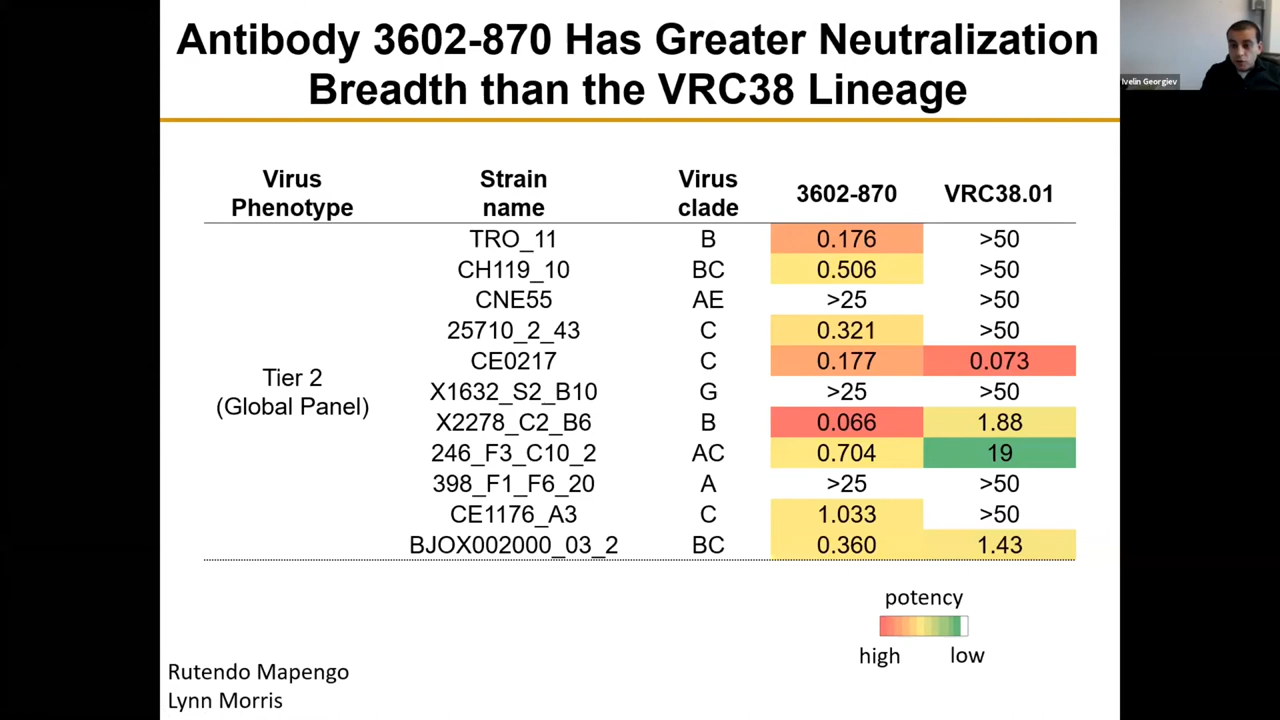 Antibody 3602-870 Has Greater Neutralization
Breadth than the VRC38 Lineage
Ivelin Georgiev
Virus Phenotype Strain name Virus clade 3602-870 VRC38.01
TRO_11 B 0.176 >50
CH119_10 BC 0.506 >50
CNE55 AE >25 >50
25710_2_43 C 0.321 >50
CE0217 C 0.177 0.073
Tier 2
(Global Panel)
X1632_S2_B10 G >25 >50
X2278_C2_B6 B 0.066 1.88
246_F3_C10_2 AC 0.704 19
398_F1_F6_20 A >25 >50
CE1176_A3 C 1.033 >50
BJOX002000_03_2 BC 0.360 1.43
potency
high low
Rutendo Mapengo
Lynn Morris